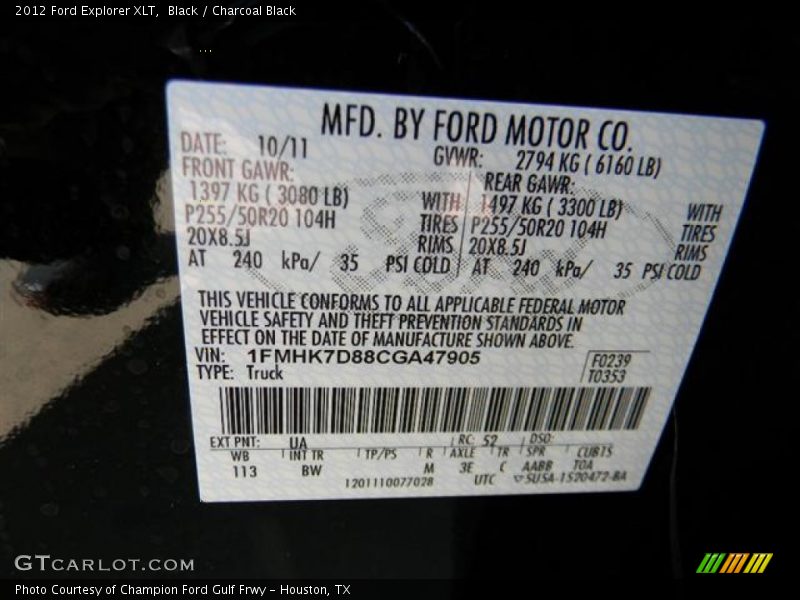 2012 Ford Explorer XLT,  Black / Charcoal Black
...
MFD. BY FORD MOTOR CO.
DATE: 10/11 GVWR: 2794 KG ( 6160 LB)
FRONT GAWR: REAR GAWR:
1397 KG ( 3080 LB) WITH 1497 KG ( 3300 LB) WITH
P255/50R20 104H TIRES P255/50R20 104H TIRES
20X8.5J RIMS 20X8.5J RIMS
AT 240 kPa/ 35 PSI COLD AT 240 kPa/ 35 PSI COLD
THIS VEHICLE CONFORMS TO ALL APPLICABLE FEDERAL MOTOR
VEHICLE SAFETY AND THEFT PREVENTION STANDARDS IN
EFFECT ON THE DATE OF MANUFACTURE SHOWN ABOVE.
VIN: 1FMHK7D88CGA47905 F0239
TYPE: Truck T0353
EXT PNT: UA RC: 52 DSO:
WB INT TR TP/PS R AXLE TR SPR CUBTS
113 BW M 3E C AABB TOA
1201110077028 UTC SU5A-1520472-BA
GTCARLOT.COM
Photo Courtesy of Champion Ford Gulf Frwy - Houston, TX